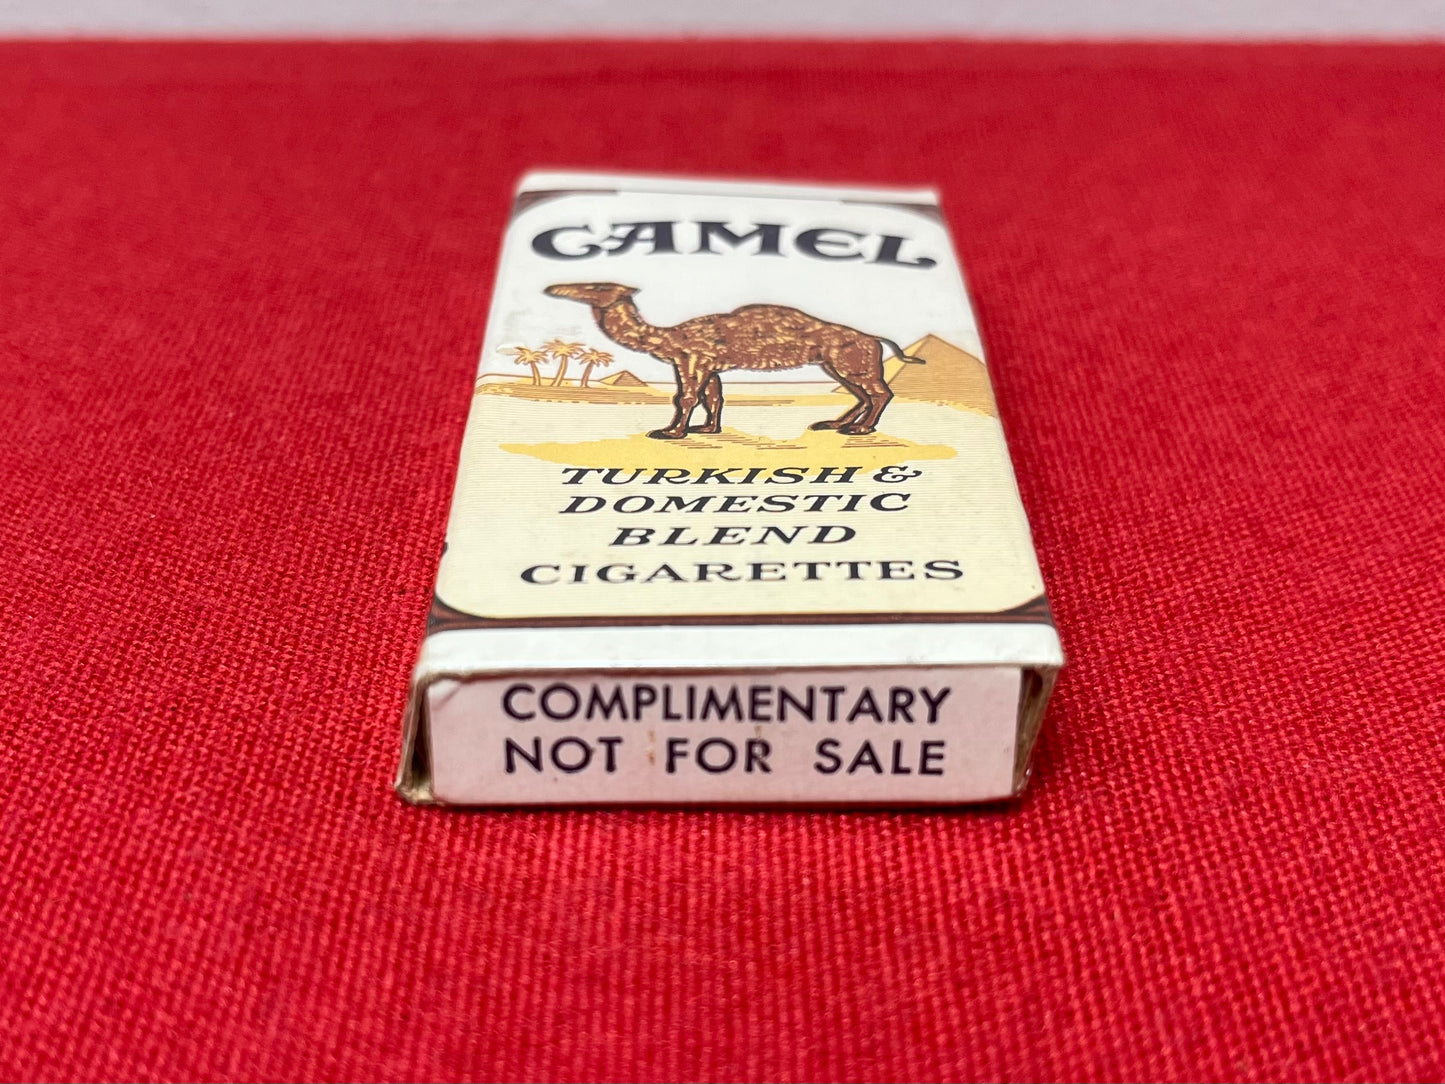 CAMEL
TURKISH &
DOMESTIC
BLEND
CIGARETTES
COMPLIMENTARY
NOT FOR SALE